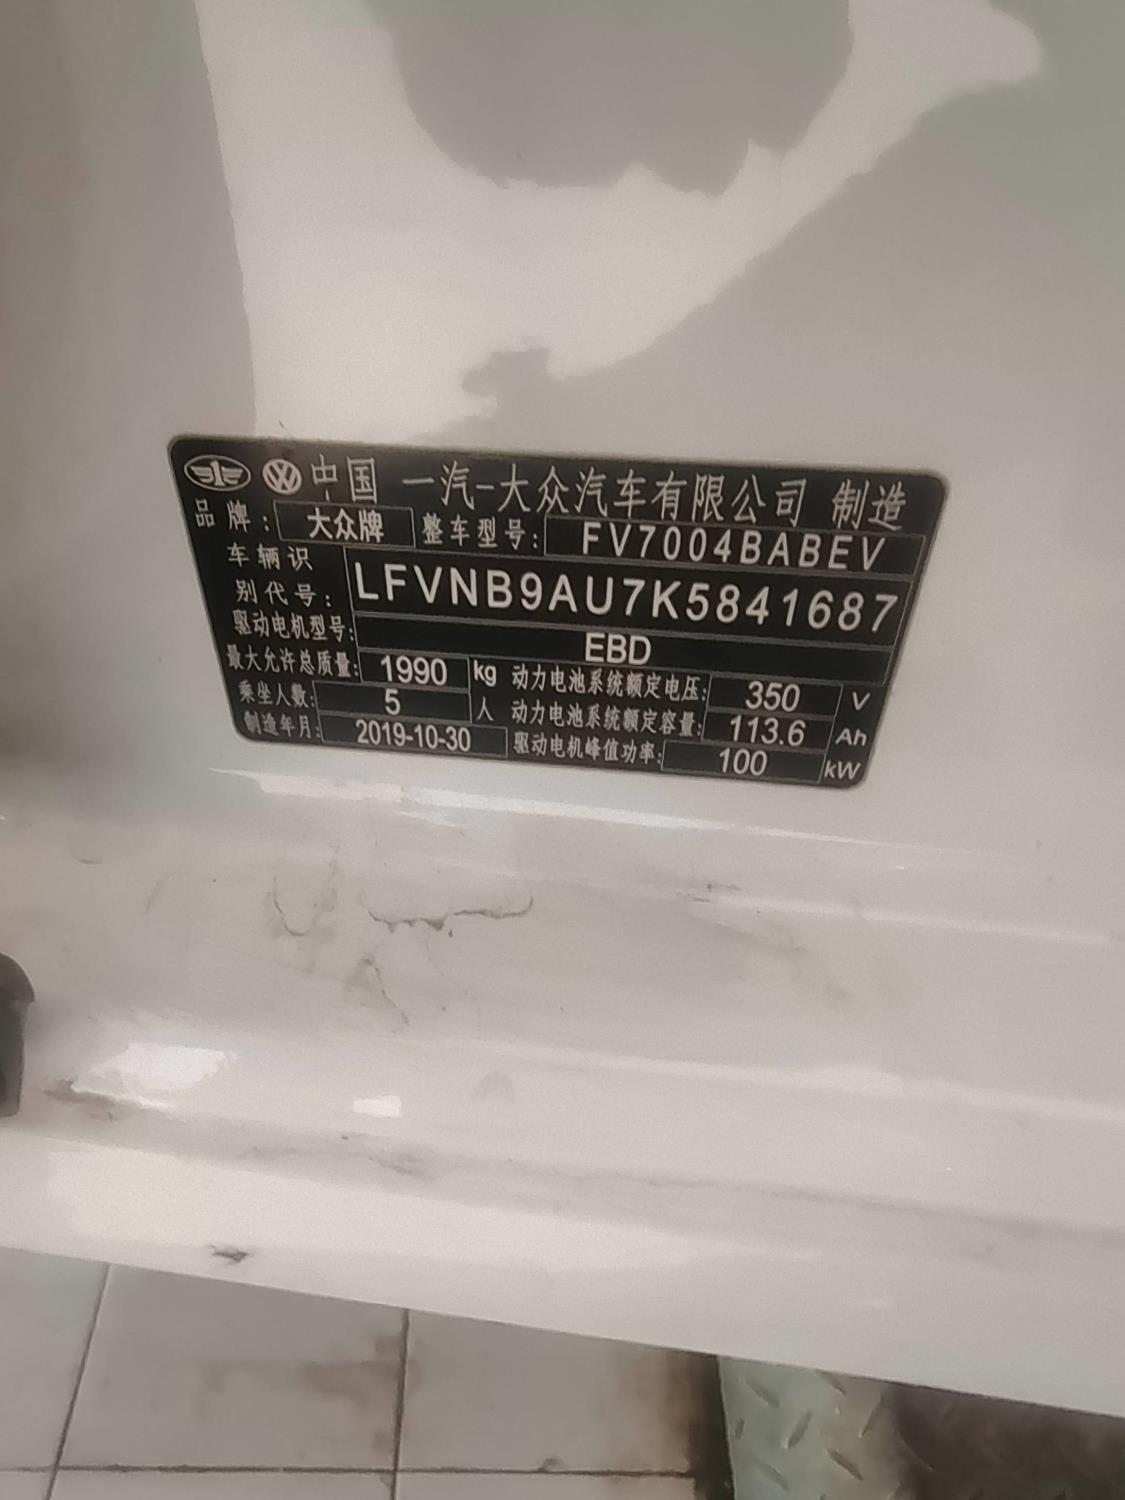 中国 一汽-大众汽车有限公司 制造
品牌: 大众牌 整车型号: FV7004BABEV
车辆识别代号: LFVNB9AU7K5841687
驱动电机型号: EBD
最大允许总质量: 1990 kg 动力电池系统额定电压: 350 V
乘坐人数: 5 人 动力电池系统额定容量: 113.6 Ah
制造年月: 2019-10-30 驱动电机峰值功率: 100 kW